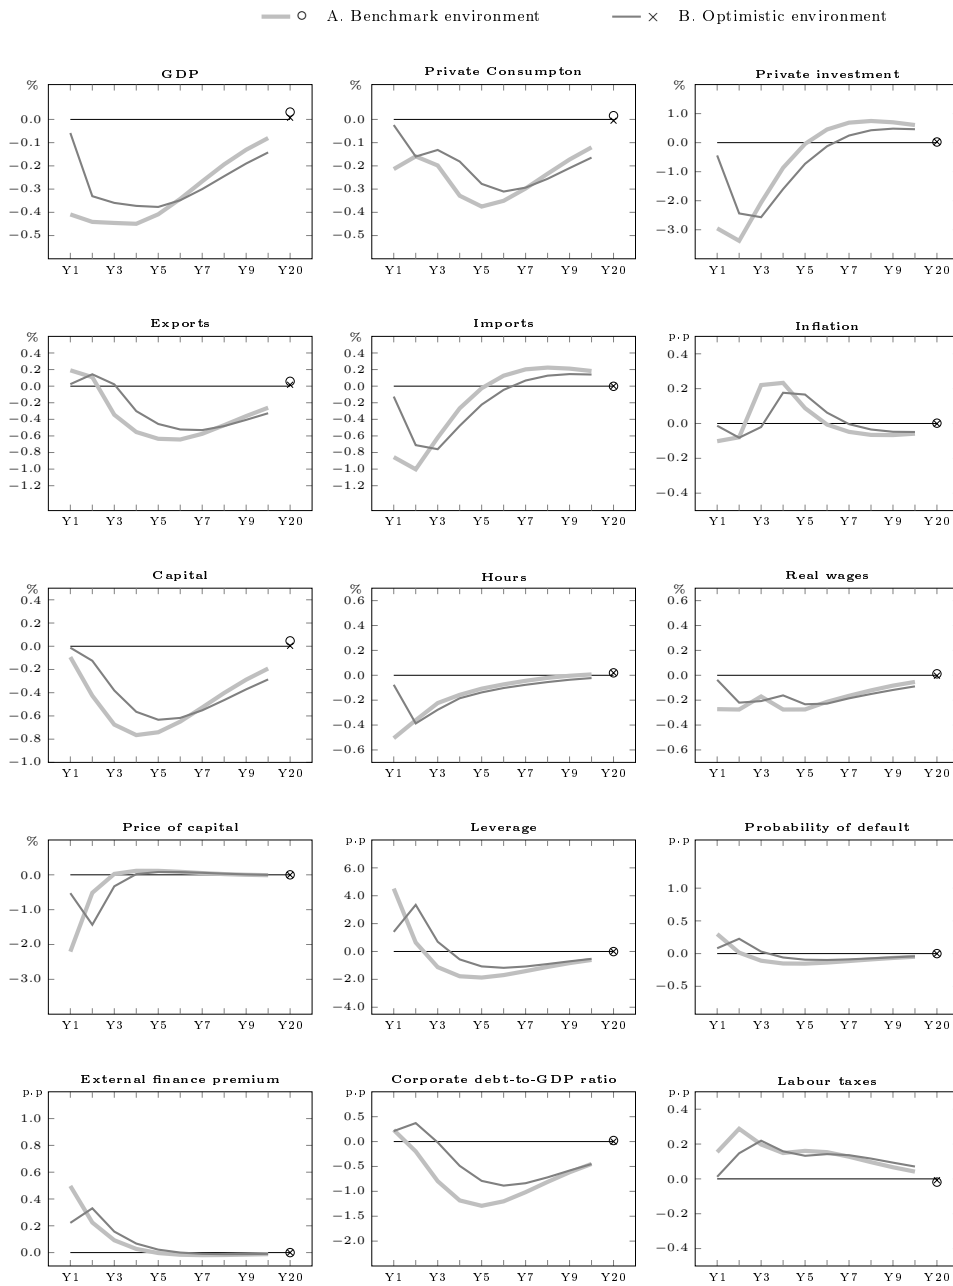 A. Benchmark environment B. Optimistic environment
GDP Private Consumpton Private investment
% % %
0.0 −0.1 −0.2 −0.3 −0.4 −0.5
Y1 Y3 Y5 Y7 Y9 Y20
0.0 −0.1 −0.2 −0.3 −0.4 −0.5
Y1 Y3 Y5 Y7 Y9 Y20
1.0 0.0 −1.0 −2.0 −3.0
Y1 Y3 Y5 Y7 Y9 Y20
Exports Imports Inflation
% % p.p
0.4 0.2 0.0 −0.2 −0.4 −0.6 −0.8 −1.0 −1.2
Y1 Y3 Y5 Y7 Y9 Y20
0.4 0.2 0.0 −0.2 −0.4 −0.6 −0.8 −1.0 −1.2
Y1 Y3 Y5 Y7 Y9 Y20
0.4 0.2 0.0 −0.2 −0.4
Y1 Y3 Y5 Y7 Y9 Y20
Capital Hours Real wages
% % %
0.4 0.2 0.0 −0.2 −0.4 −0.6 −0.8 −1.0
Y1 Y3 Y5 Y7 Y9 Y20
0.6 0.4 0.2 0.0 −0.2 −0.4 −0.6
Y1 Y3 Y5 Y7 Y9 Y20
0.6 0.4 0.2 0.0 −0.2 −0.4 −0.6
Y1 Y3 Y5 Y7 Y9 Y20
Price of capital Leverage Probability of default
% p.p p.p
0.0 −1.0 −2.0 −3.0
Y1 Y3 Y5 Y7 Y9 Y20
6.0 4.0 2.0 0.0 −2.0 −4.0
Y1 Y3 Y5 Y7 Y9 Y20
1.0 0.5 0.0 −0.5
Y1 Y3 Y5 Y7 Y9 Y20
External finance premium Corporate debt-to-GDP ratio Labour taxes
p.p p.p p.p
1.0 0.8 0.6 0.4 0.2 0.0
Y1 Y3 Y5 Y7 Y9 Y20
0.5 0.0 −0.5 −1.0 −1.5 −2.0
Y1 Y3 Y5 Y7 Y9 Y20
0.4 0.2 0.0 −0.2 −0.4
Y1 Y3 Y5 Y7 Y9 Y20